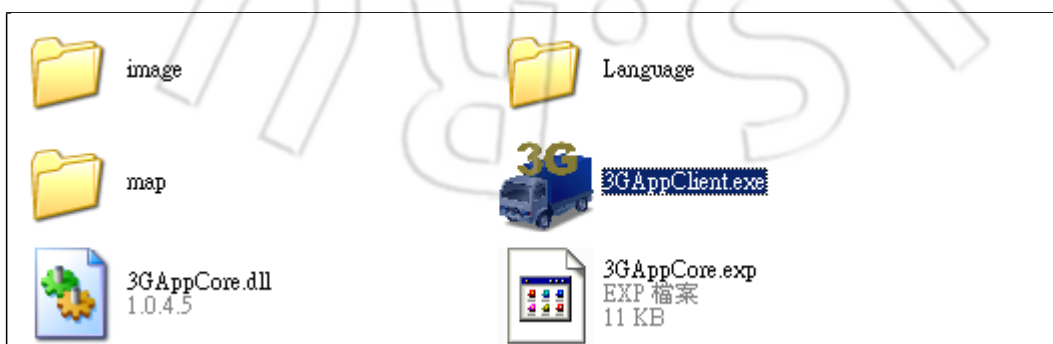 image
Language
map
3G
3GAppClient.exe
3GAppCore.dll
1.0.4.5
3GAppCore.exp
EXP 檔案
11 KB